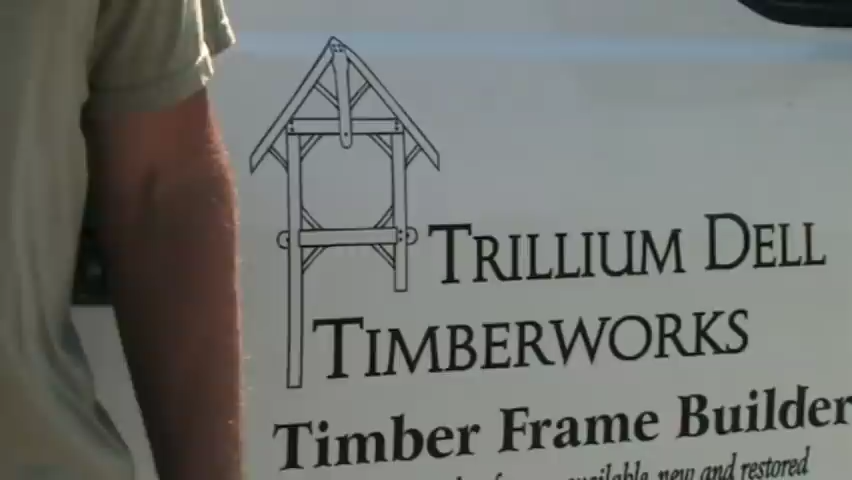 TRILLIUM DELL
TIMBERWORKS
Timber Frame Builder
available new and restored